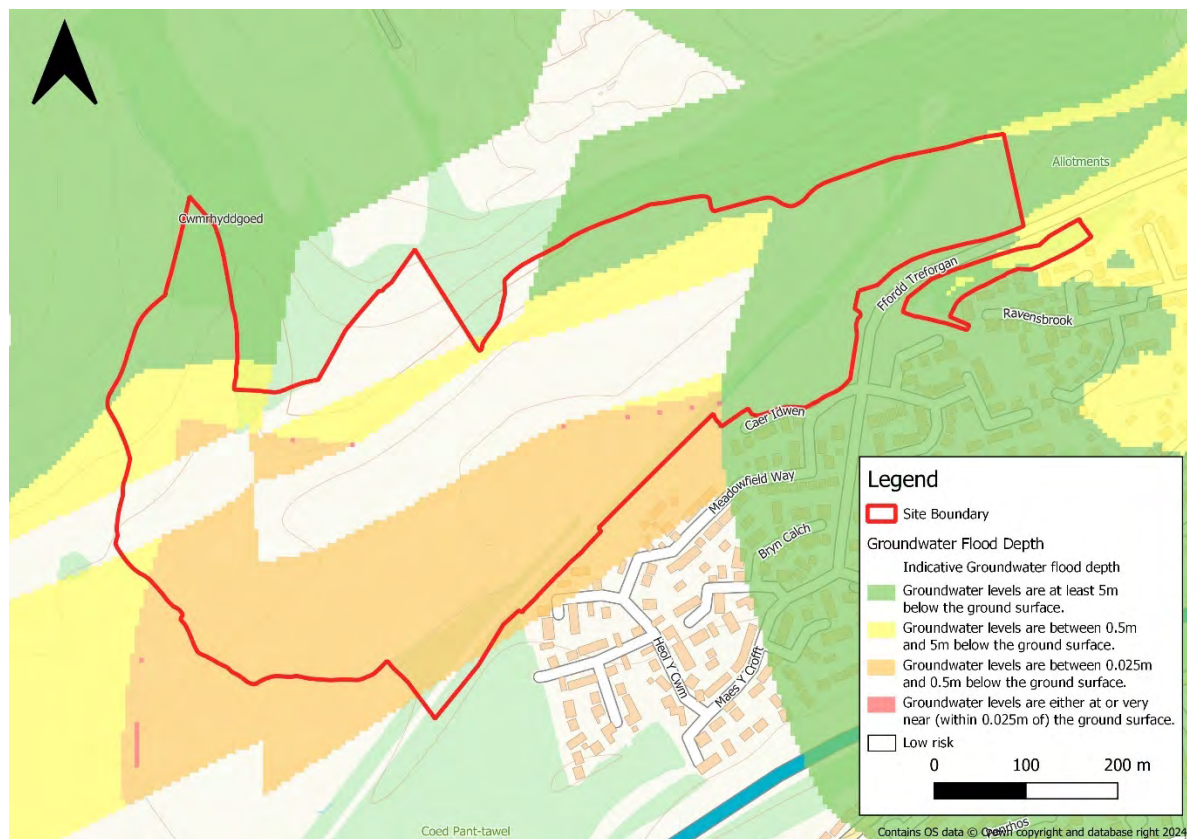 Cwmrhyddgoed
Allotments
Ffordd Treforgan
Ravensbrook
Caer Idwen
Meadowfield Way
Bryn Calch
Heol Y Cwm
Maes Y Crofft
Coed Pant-tawel
Legend
Site Boundary
Groundwater Flood Depth
Indicative Groundwater flood depth
Groundwater levels are at least 5m
below the ground surface.
Groundwater levels are between 0.5m
and 5m below the ground surface.
Groundwater levels are between 0.025m
and 0.5m below the ground surface.
Groundwater levels are either at or very
near (within 0.025m of) the ground surface.
Low risk
0 100 200 m
Contains OS data © Crown copyright and database right 2024